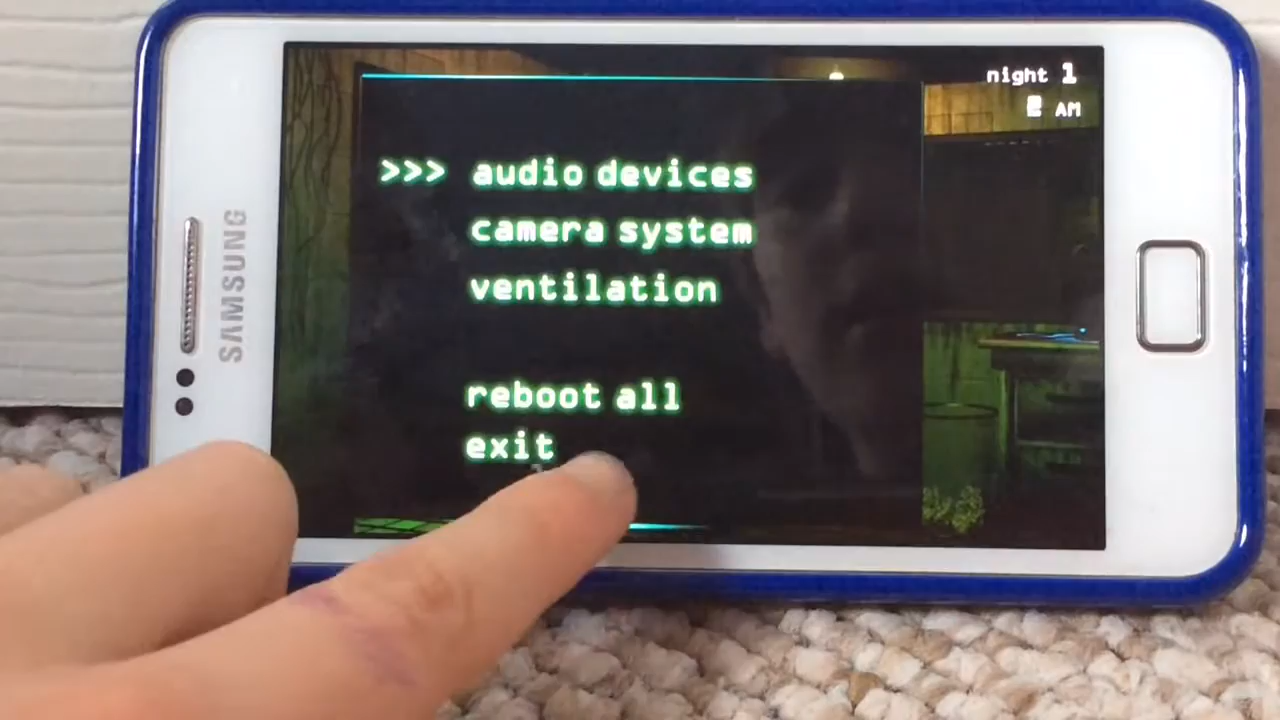 night 1
2 AM
>>> audio devices
camera system
ventilation
reboot all
exit
SAMSUNG